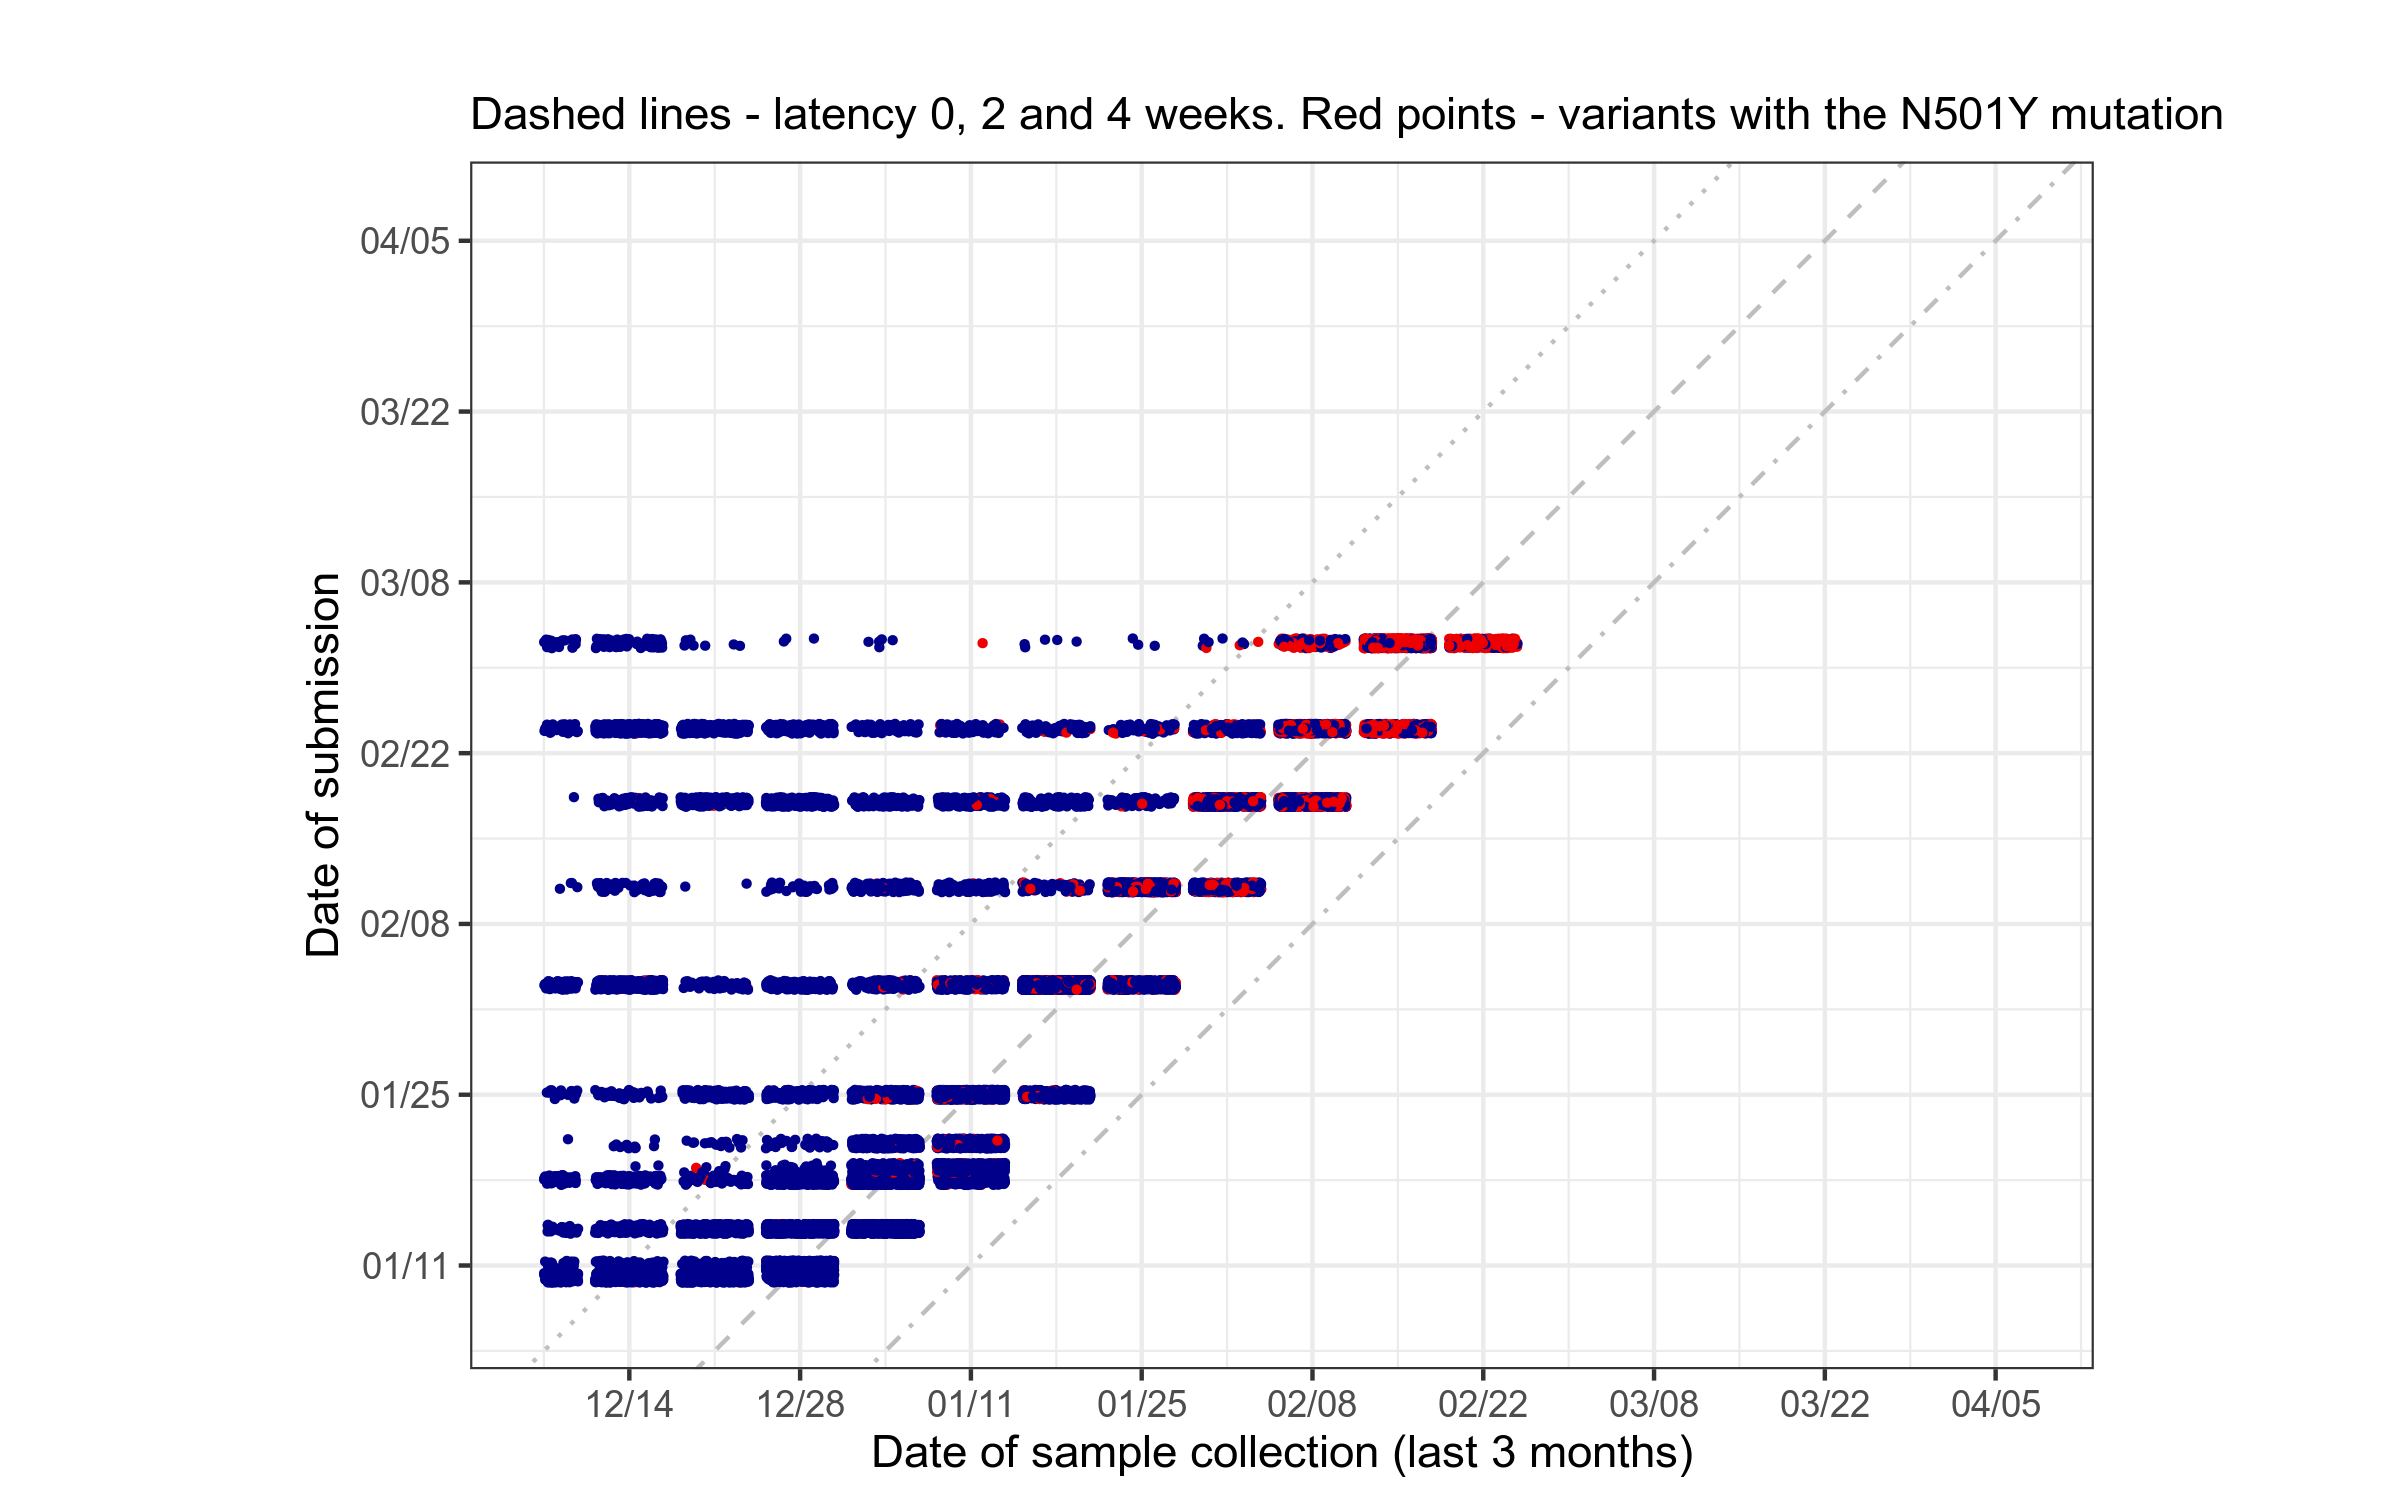 Dashed lines - latency 0, 2 and 4 weeks. Red points - variants with the N501Y mutation
Date of submission
04/05
03/22
03/08
02/22
02/08
01/25
01/11
12/14 12/28 01/11 01/25 02/08 02/22 03/08 03/22 04/05
Date of sample collection (last 3 months)